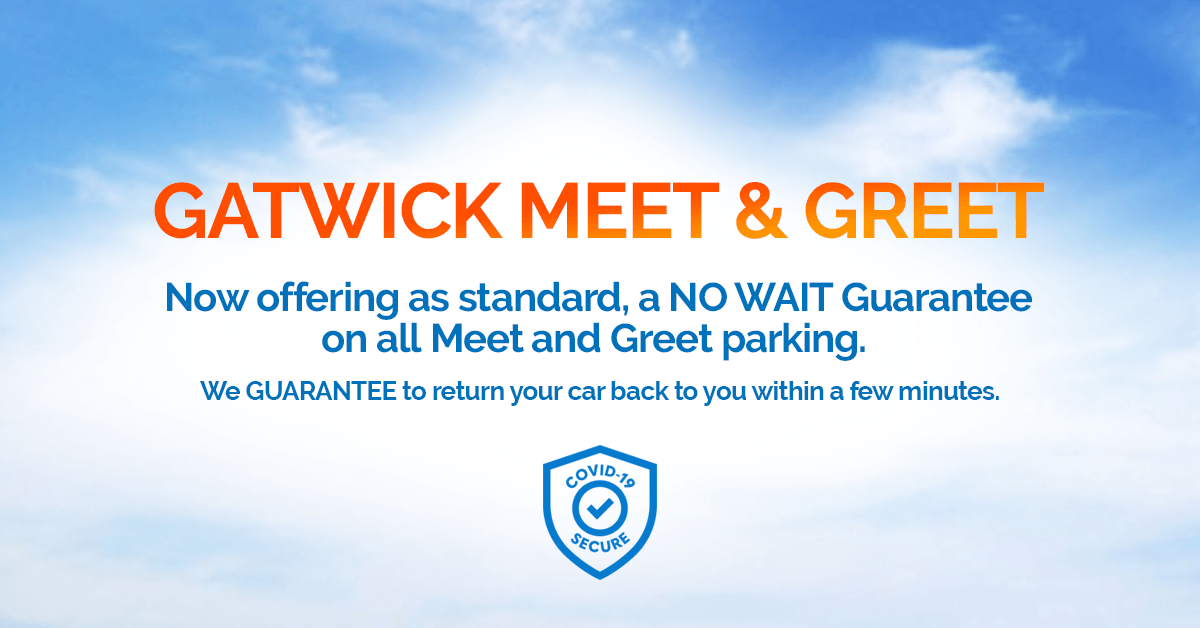 GATWICK MEET & GREET
Now offering as standard, a NO WAIT Guarantee
on all Meet and Greet parking.
We GUARANTEE to return your car back to you within a few minutes.
COVID-19
SECURE